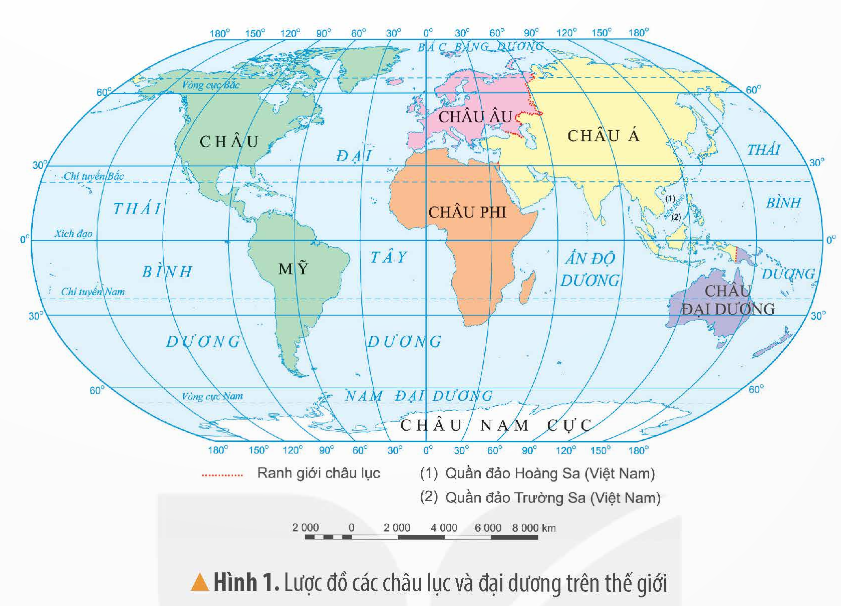 180° 150° 120° 90° 60° 30° 0° 30° 60° 90° 120° 150° 180°
BẮC BĂNG DƯƠNG
Vòng cực Bắc
60° 60°
CHÂU ÂU
CHÂU
CHÂU Á
ĐẠI
THÁI
30° 30°
Chí tuyến Bắc
(1)
THÁI
CHÂU PHI
(2)
BÌNH
Xích đạo
0° 0°
TÂY
ẤN ĐỘ
DƯƠNG
MỸ
BÌNH
DƯƠNG
Chí tuyến Nam
CHÂU
ĐẠI DƯƠNG
30° 30°
DƯƠNG
DƯƠNG
60° 60°
Vòng cực Nam
NAM ĐẠI DƯƠNG
CHÂU NAM CỰC
180° 150° 120° 90° 60° 30° 0° 30° 60° 90° 120° 150° 180°
Ranh giới châu lục
(1) Quần đảo Hoàng Sa (Việt Nam)
(2) Quần đảo Trường Sa (Việt Nam)
2 000 0 2 000 4 000 6 000 8 000 km
Hình 1. Lược đồ các châu lục và đại dương trên thế giới